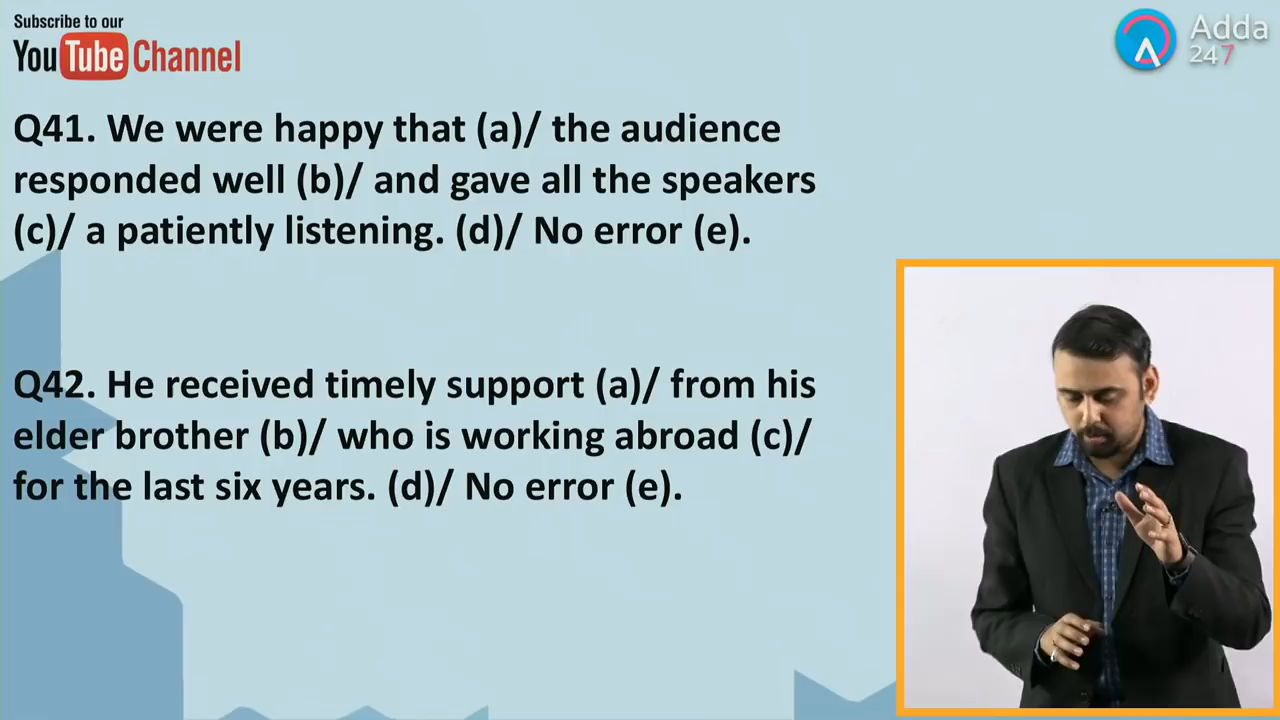 Subscribe to our
YouTube Channel
Adda
247
Q41. We were happy that (a)/ the audience
responded well (b)/ and gave all the speakers
(c)/ a patiently listening. (d)/ No error (e).
Q42. He received timely support (a)/ from his
elder brother (b)/ who is working abroad (c)/
for the last six years. (d)/ No error (e).